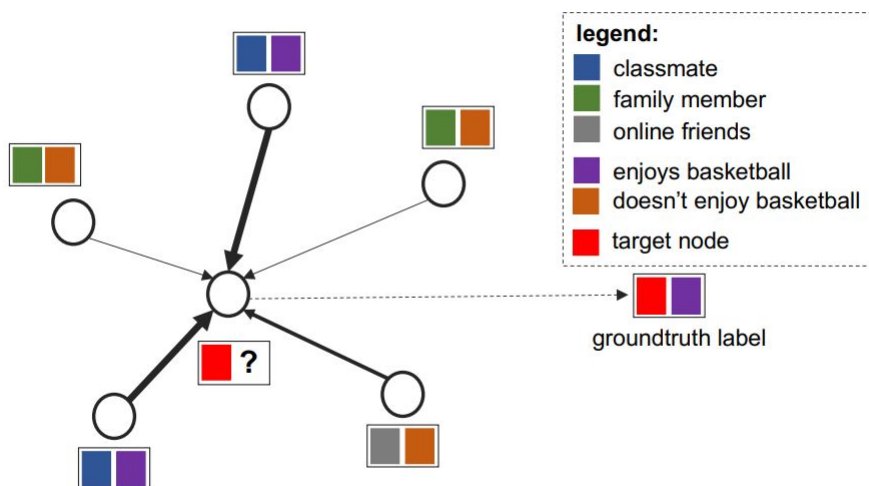 legend:
classmate
family member
online friends
enjoys basketball
doesn't enjoy basketball
target node
groundtruth label
?